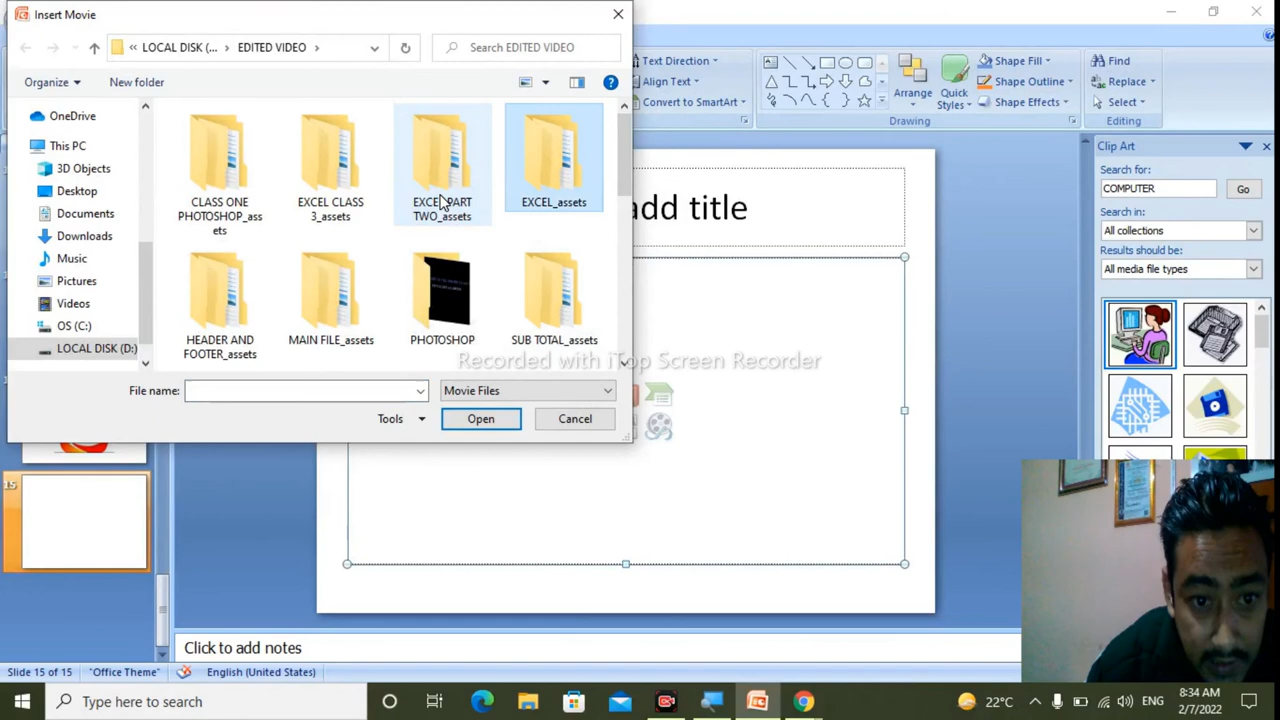 Insert Movie
LOCAL DISK (... EDITED VIDEO
Search EDITED VIDEO
Organize
New folder
OneDrive
This PC
3D Objects
Desktop
Documents
Downloads
Music
Pictures
Videos
OS (C:)
LOCAL DISK (D:)
CLASS ONE
PHOTOSHOP_ass
ets
EXCEL CLASS
3_assets
EXCEL PART
TWO_assets
EXCEL_assets
HEADER AND
FOOTER_assets
MAIN FILE_assets
PHOTOSHOP
SUB TOTAL_assets
File name:
Movie Files
Tools
Open
Cancel
Text Direction
Align Text
Convert to SmartArt
Arrange
Quick
Styles
Shape Fill
Shape Outline
Shape Effects
Drawing
Find
Replace
Select
Editing
add title
Recorded with iTop Screen Recorder
Clip Art
Search for:
COMPUTER
Go
Search in:
All collections
Results should be:
All media file types
15
Click to add notes
Slide 15 of 15
"Office Theme"
English (United States)
Type here to search
22°C
ENG
8:34 AM
2/7/2022